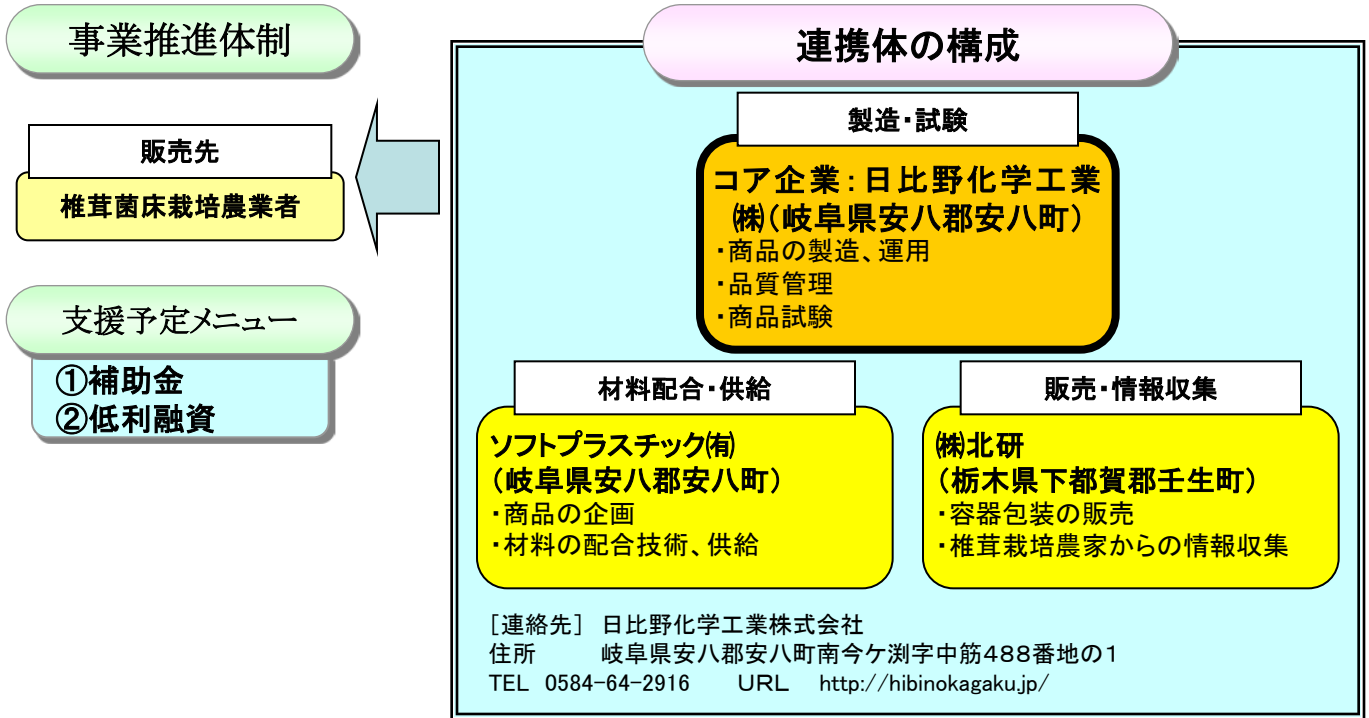 事業推進体制
販売先
椎茸菌床栽培農業者
支援予定メニュー
①補助金
②低利融資
連携体の構成
製造・試験
コア企業：日比野化学工業
㈱（岐阜県安八郡安八町）
・商品の製造、運用
・品質管理
・商品試験
材料配合・供給
ソフトプラスチック㈲
（岐阜県安八郡安八町）
・商品の企画
・材料の配合技術、供給
販売・情報収集
㈱北研
（栃木県下都賀郡壬生町）
・容器包装の販売
・椎茸栽培農家からの情報収集
［連絡先］ 日比野化学工業株式会社
住所　　　岐阜県安八郡安八町南今ケ渕字中筋488番地の1
TEL 0584-64-2916　　URL　http://hibinokagaku.jp/